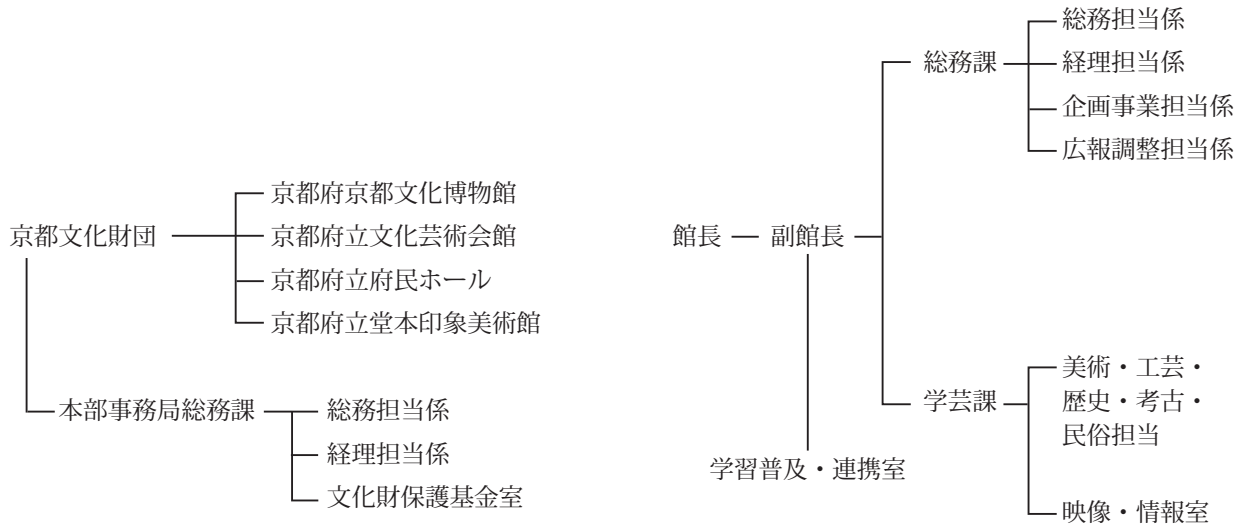 京都文化財団
京都府京都文化博物館
京都府立文化芸術会館
京都府立府民ホール
京都府立堂本印象美術館
本部事務局総務課
総務担当係
経理担当係
文化財保護基金室
館長
副館長
総務課
総務担当係
経理担当係
企画事業担当係
広報調整担当係
学芸課
美術・工芸・
歴史・考古・
民俗担当
映像・情報室
学習普及・連携室